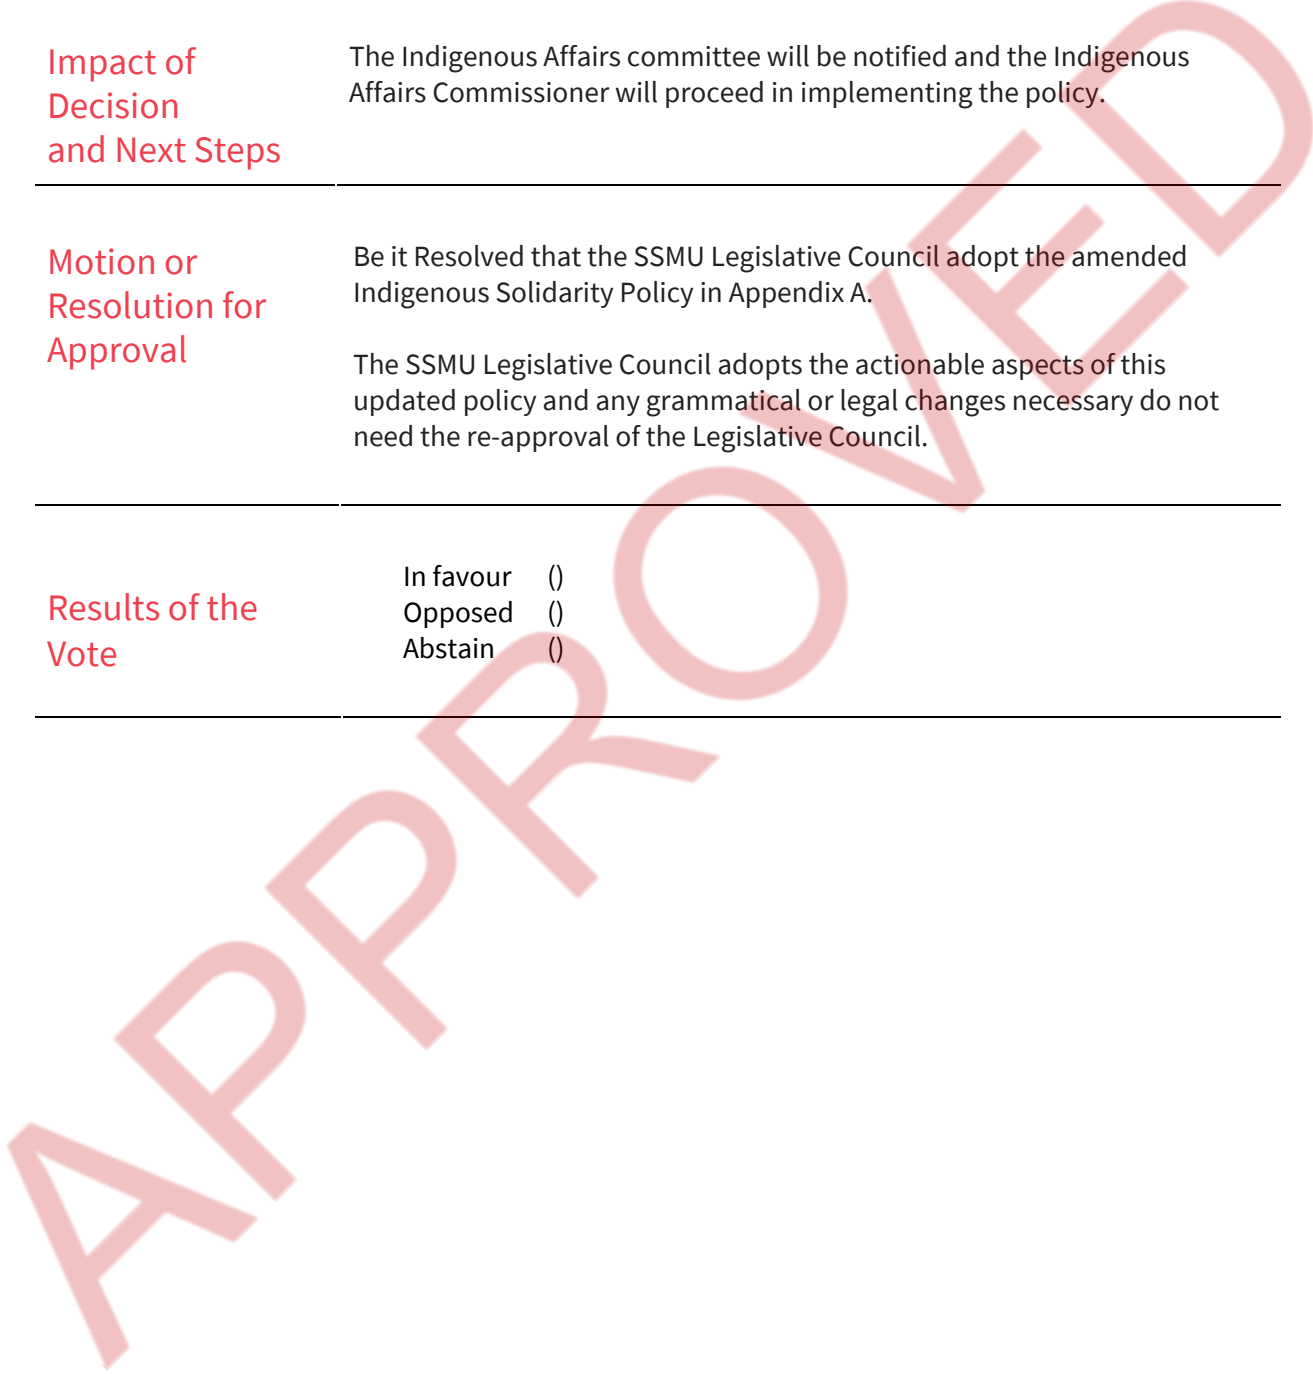 Impact of
Decision
and Next Steps
The Indigenous Affairs committee will be notified and the Indigenous
Affairs Commissioner will proceed in implementing the policy.
Motion or
Resolution for
Approval
Be it Resolved that the SSMU Legislative Council adopt the amended
Indigenous Solidarity Policy in Appendix A.
The SSMU Legislative Council adopts the actionable aspects of this
updated policy and any grammatical or legal changes necessary do not
need the re-approval of the Legislative Council.
Results of the
Vote
In favour ()
Opposed ()
Abstain ()
APPROVED